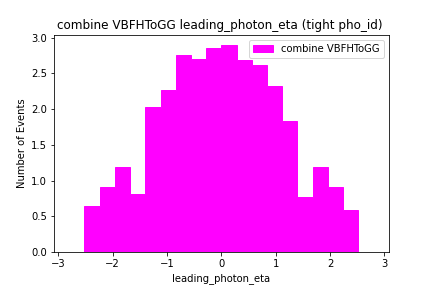 combine VBFHToGG leading_photon_eta (tight pho_id)
combine VBFHToGG
Number of Events
3.0
2.5
2.0
1.5
1.0
0.5
0.0
−3 −2 −1 0 1 2 3
leading_photon_eta